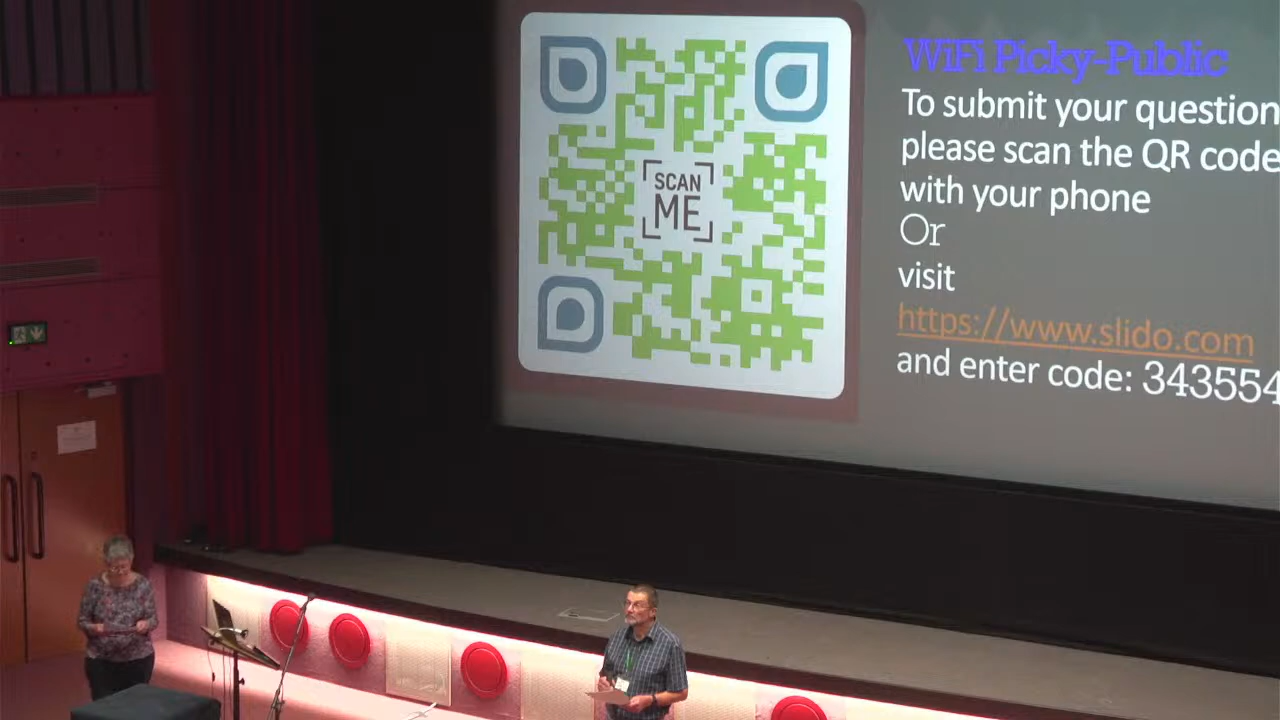 SCAN
ME
WiFi Picky-Public
To submit your question
please scan the QR code
with your phone
Or
visit
https://www.slido.com
and enter code: 343554